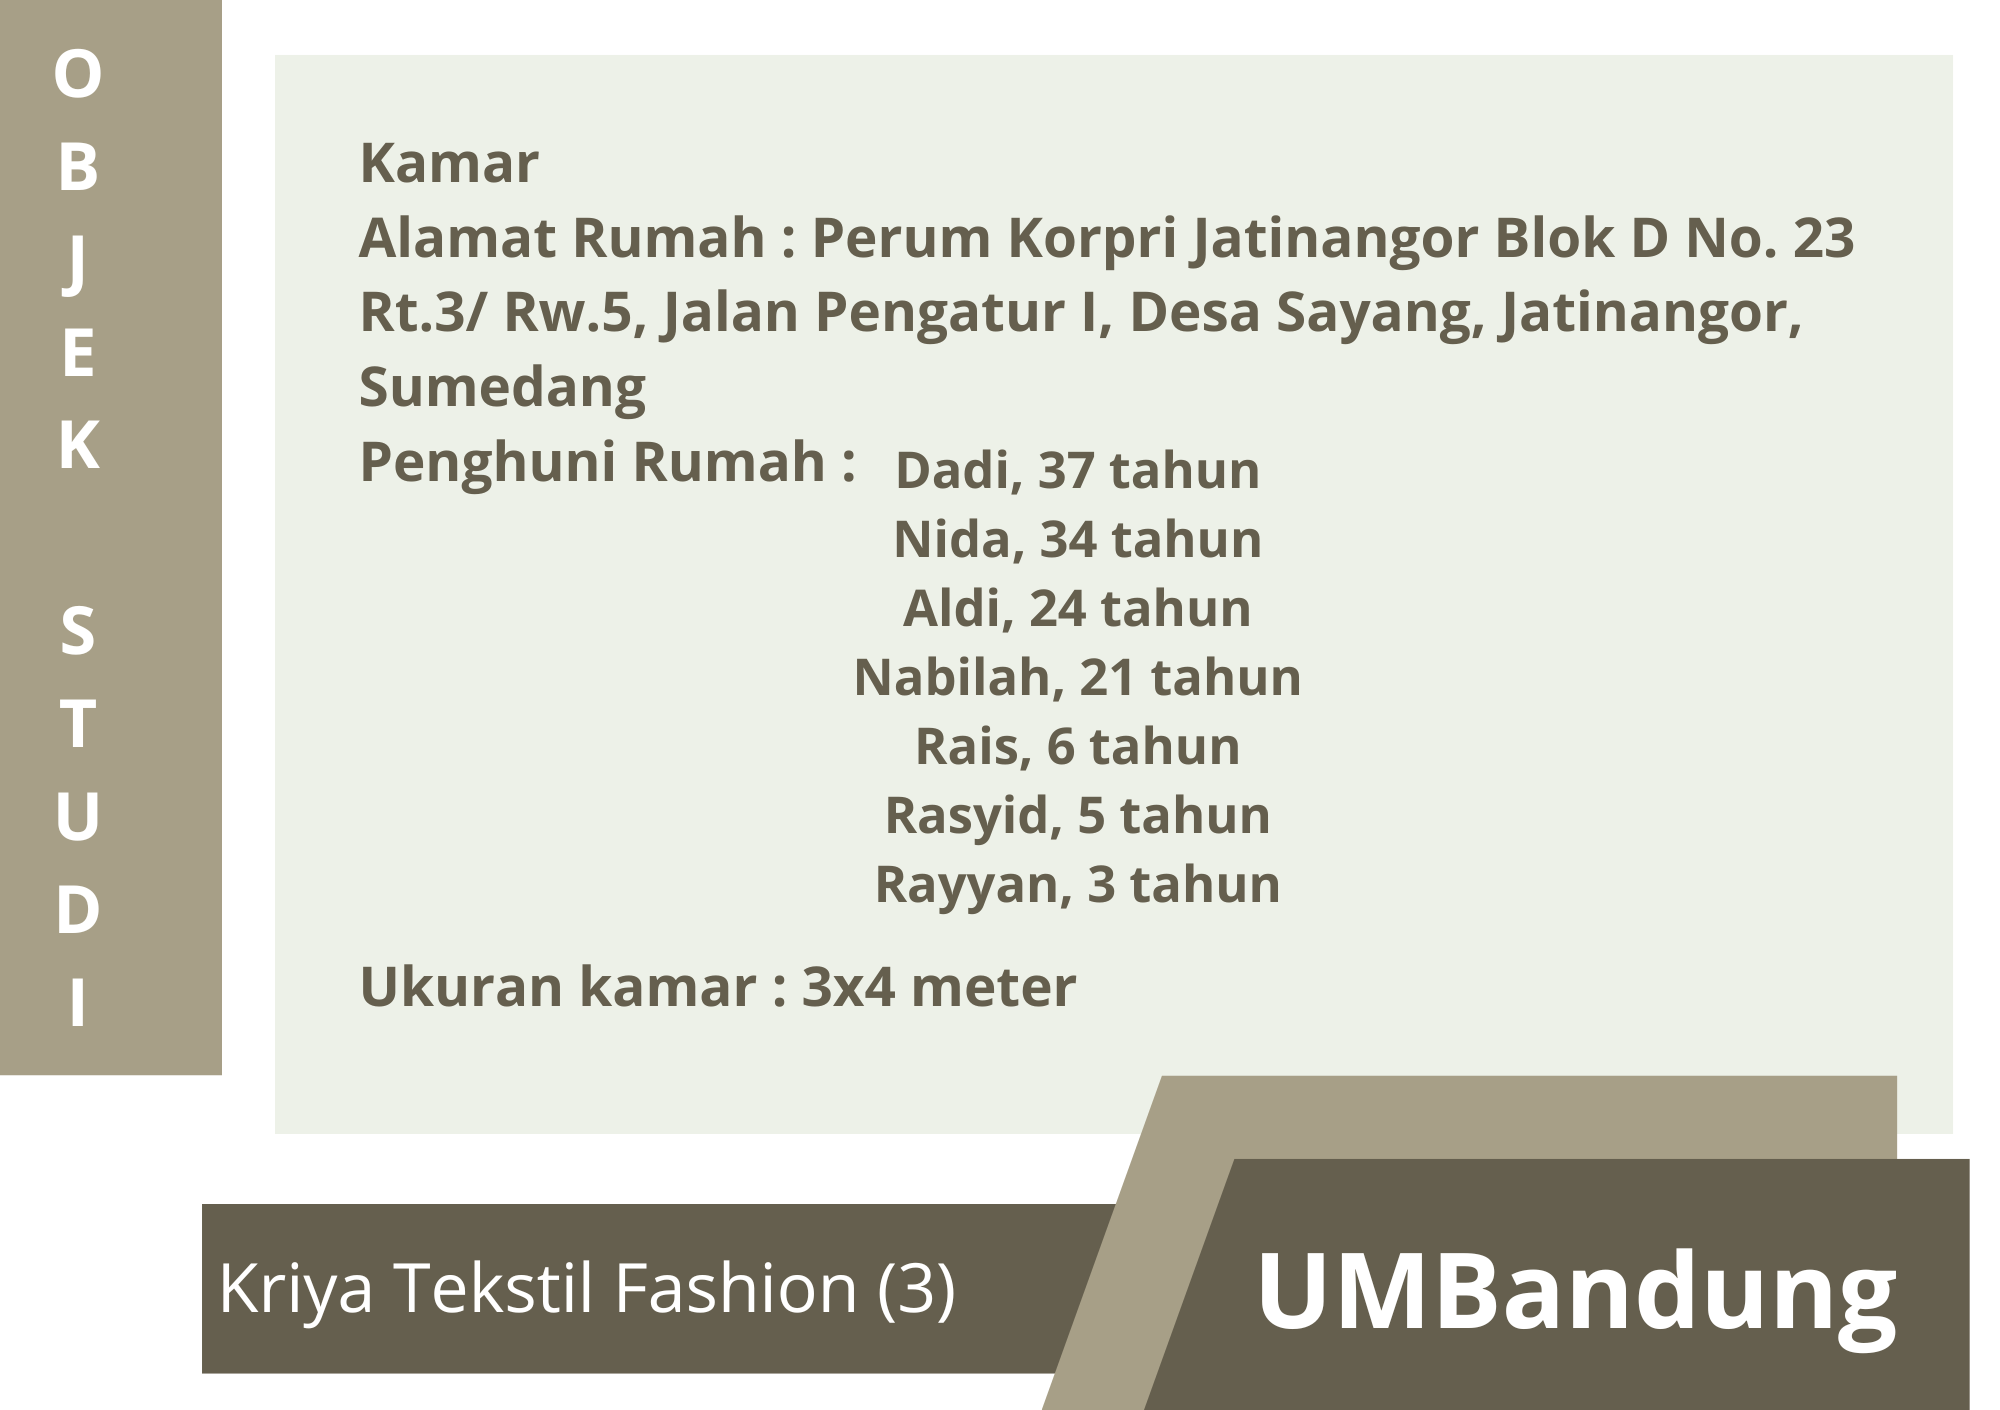 OBJEK STUDI
Kamar
Alamat Rumah : Perum Korpri Jatinangor Blok D No. 23
Rt.3/ Rw.5, Jalan Pengatur I, Desa Sayang, Jatinangor,
Sumedang
Penghuni Rumah :
Dadi, 37 tahun
Nida, 34 tahun
Aldi, 24 tahun
Nabilah, 21 tahun
Rais, 6 tahun
Rasyid, 5 tahun
Rayyan, 3 tahun
Ukuran kamar : 3x4 meter
Kriya Tekstil Fashion (3)
UMBandung